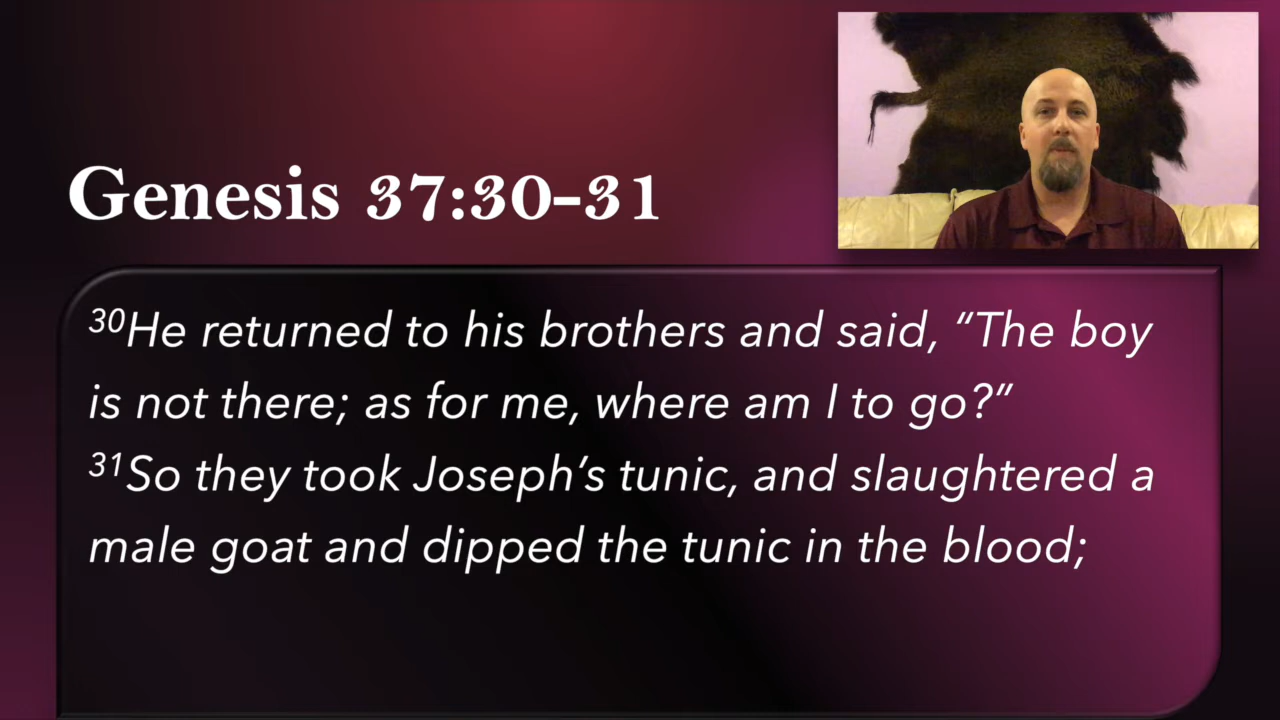 Genesis 37:30-31
³⁰He returned to his brothers and said, “The boy
is not there; as for me, where am I to go?”
³¹So they took Joseph’s tunic, and slaughtered a
male goat and dipped the tunic in the blood;